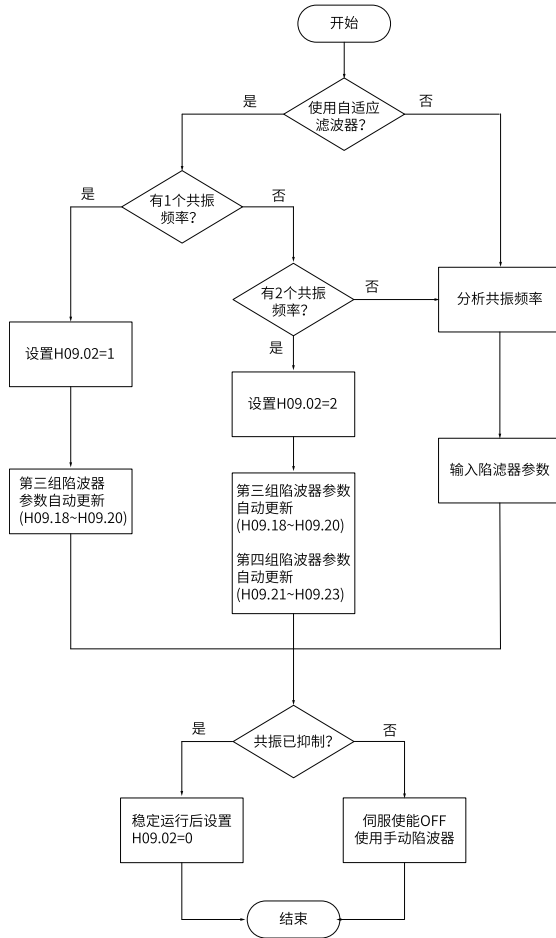 开始
使用自适应
滤波器?
是
否
有1个共振
频率?
是
否
有2个共振
频率?
否
是
分析共振频率
设置H09.02=1
设置H09.02=2
第三组陷波器
参数自动更新
(H09.18~H09.20)
第三组陷波器参数
自动更新
(H09.18~H09.20)
第四组陷波器参数
自动更新
(H09.21~H09.23)
输入陷滤器参数
共振已抑制?
是
否
稳定运行后设置
H09.02=0
伺服使能OFF
使用手动陷波器
结束